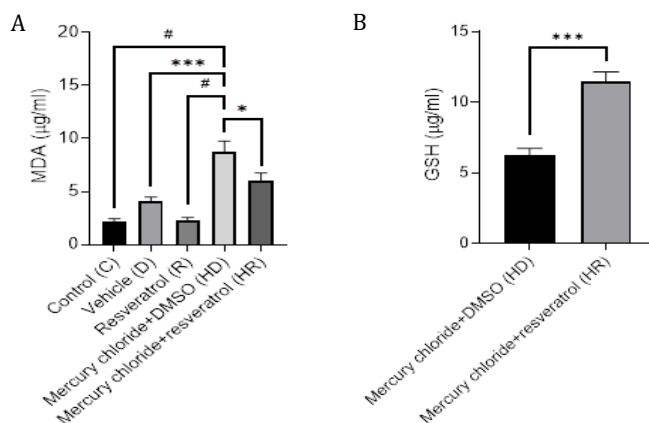 A
MDA (µg/ml)
20
15
10
5
0
#
***
#
*
Control (C)
Vehicle (D)
Resveratrol (R)
Mercury chloride+DMSO (HD)
Mercury chloride+resveratrol (HR)
B
GSH (µg/ml)
15
10
5
0
***
Mercury chloride+DMSO (HD)
Mercury chloride+resveratrol (HR)